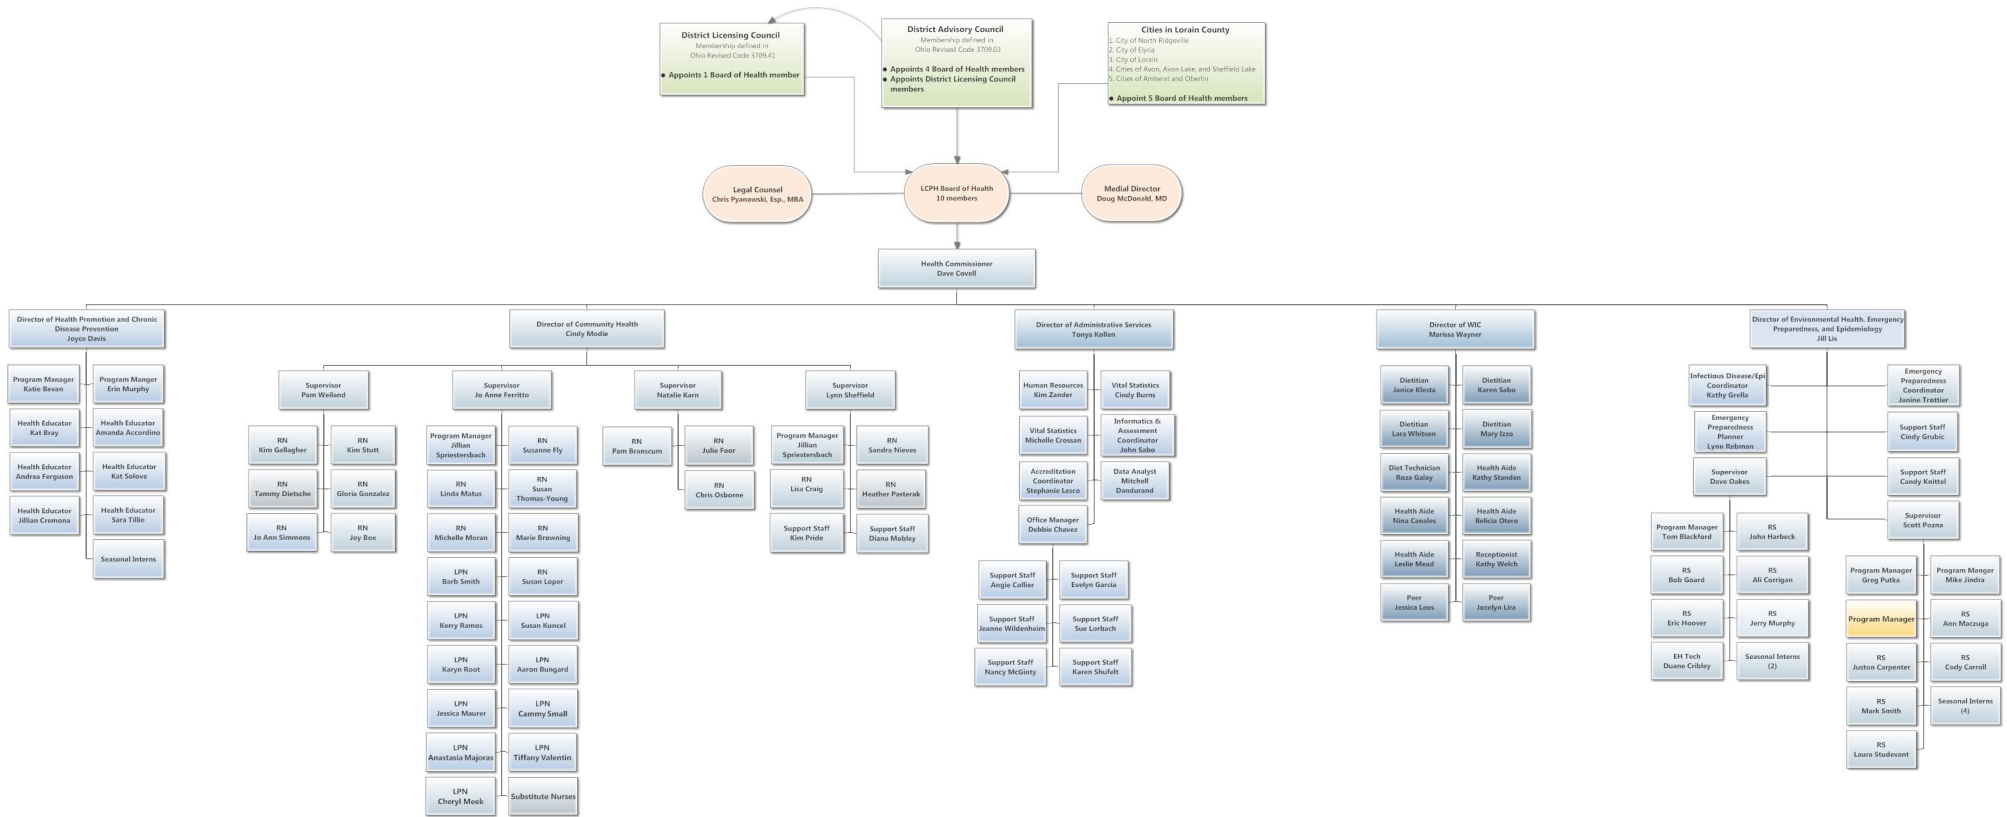 District Licensing Council
Membership defined in
Ohio Revised Code 3709.41
● Appoints 1 Board of Health member
District Advisory Council
Membership defined in
Ohio Revised Code 3709.03
● Appoints 4 Board of Health members
● Appoints District Licensing Council
members
Cities in Lorain County
1. City of North Ridgeville
2. City of Elyria
3. City of Lorain
4. Cities of Avon, Avon Lake, and Sheffield Lake
5. Cities of Amherst and Oberlin
● Appoint 5 Board of Health members
Legal Counsel
Chris Pyanowski, Esp., MBA
LCPH Board of Health
10 members
Medial Director
Doug McDonald, MD
Health Commissioner
Dave Covell
Director of Health Promotion and Chronic
Disease Prevention
Joyce Davis
Program Manager
Katie Bevan
Program Manger
Erin Murphy
Health Educator
Kat Bray
Health Educator
Amanda Accordino
Health Educator
Andrea Ferguson
Health Educator
Kat Solove
Health Educator
Jillian Cremona
Health Educator
Sara Tillie
Seasonal Interns
Director of Community Health
Cindy Modie
Supervisor
Pam Weiland
RN
Kim Gallagher
RN
Kim Stutt
RN
Tammy Dietsche
RN
Gloria Gonzalez
RN
Jo Ann Simmons
RN
Joy Box
Supervisor
Jo Anne Ferritto
Program Manager
Jillian
Spriestersbach
RN
Susanne Fly
RN
Linda Matus
RN
Susan
Thomas-Young
RN
Michelle Moran
RN
Marie Browning
LPN
Barb Smith
RN
Susan Loper
LPN
Kerry Ramos
LPN
Susan Kuncel
LPN
Karyn Root
LPN
Aaron Bungard
LPN
Jessica Maurer
LPN
Cammy Small
LPN
Anastasia Majoras
LPN
Tiffany Valentin
LPN
Cheryl Meek
Substitute Nurses
Supervisor
Natalie Karn
RN
Pam Branscum
RN
Julie Foor
RN
Chris Osborne
Supervisor
Lynn Sheffield
Program Manager
Jillian
Spriestersbach
RN
Sandra Nieves
RN
Lisa Craig
RN
Heather Pasterak
Support Staff
Kim Pride
Support Staff
Diana Mobley
Director of Administrative Services
Tonya Kollen
Human Resources
Kim Zander
Vital Statistics
Cindy Burns
Vital Statistics
Michelle Crossan
Informatics &
Assessment
Coordinator
John Sabo
Accreditation
Coordinator
Stephanie Lesco
Data Analyst
Mitchell
Dandurand
Office Manager
Debbie Chavez
Support Staff
Angie Collier
Support Staff
Evelyn Garcia
Support Staff
Jeanne Wildenheim
Support Staff
Sue Lorbach
Support Staff
Nancy McGinty
Support Staff
Karen Shufelt
Director of WIC
Marissa Wayner
Dietitian
Janice Klesta
Dietitian
Karen Sabo
Dietitian
Lara Whitson
Dietitian
Mary Izzo
Diet Technician
Roza Galay
Health Aide
Kathy Standen
Health Aide
Nina Canales
Health Aide
Belicia Otero
Health Aide
Leslie Mead
Receptionist
Kathy Welch
Peer
Jessica Leos
Peer
Jocelyn Lira
Director of Environmental Health, Emergency
Preparedness, and Epidemiology
Jill Lis
Infectious Disease/Epi
Coordinator
Kathy Grella
Emergency
Preparedness
Coordinator
Janine Trottier
Emergency
Preparedness
Planner
Lynn Rebman
Support Staff
Cindy Grubic
Supervisor
Dave Oakes
Support Staff
Candy Knittel
Supervisor
Scott Pozna
Program Manager
Tom Blackford
RS
John Harbeck
RS
Bob Goard
RS
Ali Corrigan
RS
Eric Hoover
RS
Jerry Murphy
EH Tech
Duane Cribley
Seasonal Interns
(2)
Program Manager
Greg Putka
Program Manger
Mike Jindra
Program Manager
RS
Ann Maczuga
RS
Juston Carpenter
RS
Cody Carroll
RS
Mark Smith
Seasonal Interns
(4)
RS
Laura Studevant